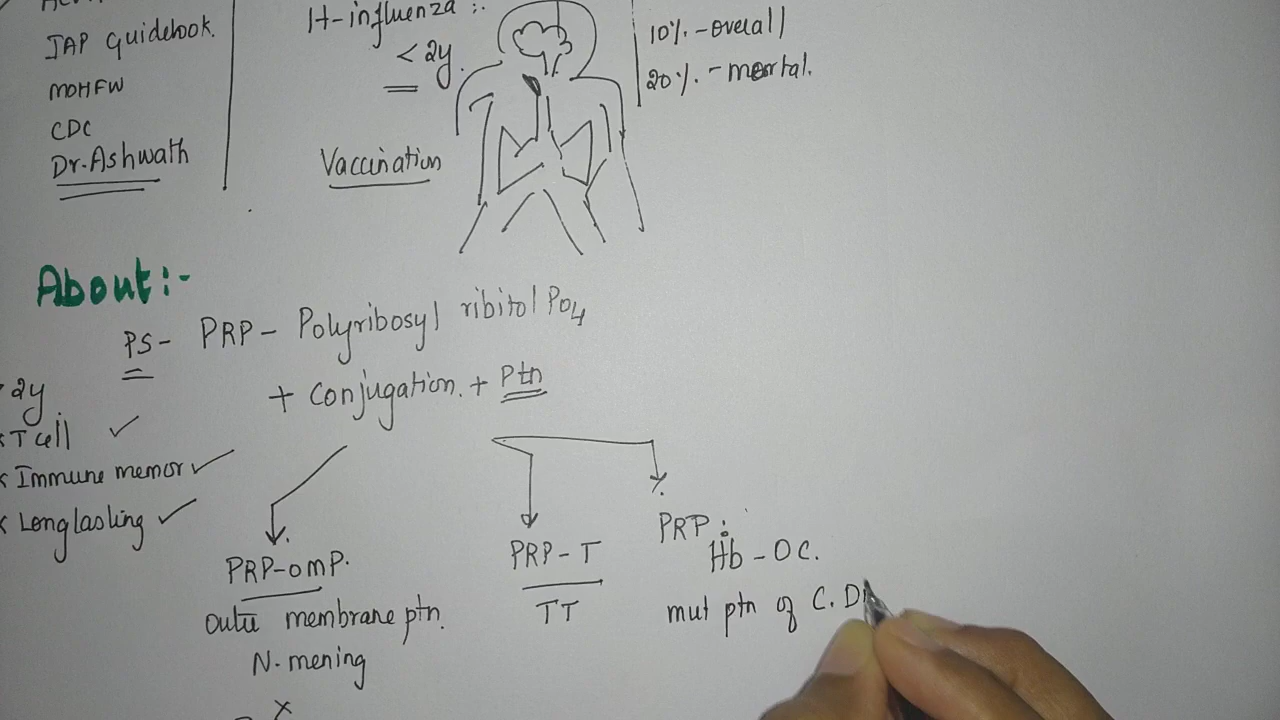 IAP Guidebook.
MOHFW
CDC
Dr.Ashwath
H-influenza :.
< 2y.
Vaccination
10%. - overall
20%. - mortal.
About:-
PS - PRP - Polyribosyl ribitol PO4
+ conjugation. + Ptn
2y.
T cell ✓
Immune memor ✓
Longlasting ✓
PRP-OMP.
outer membrane ptn.
N. mening
x
PRP - T
TT
PRP:
Hb - OC.
mut ptn of C. D